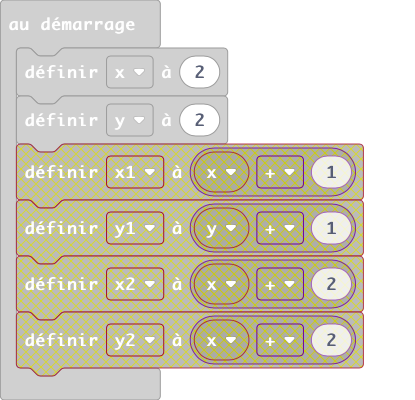 au démarrage
définir x à 2
définir y à 2
définir x1 à x + 1
définir y1 à y + 1
définir x2 à x + 2
définir y2 à x + 2